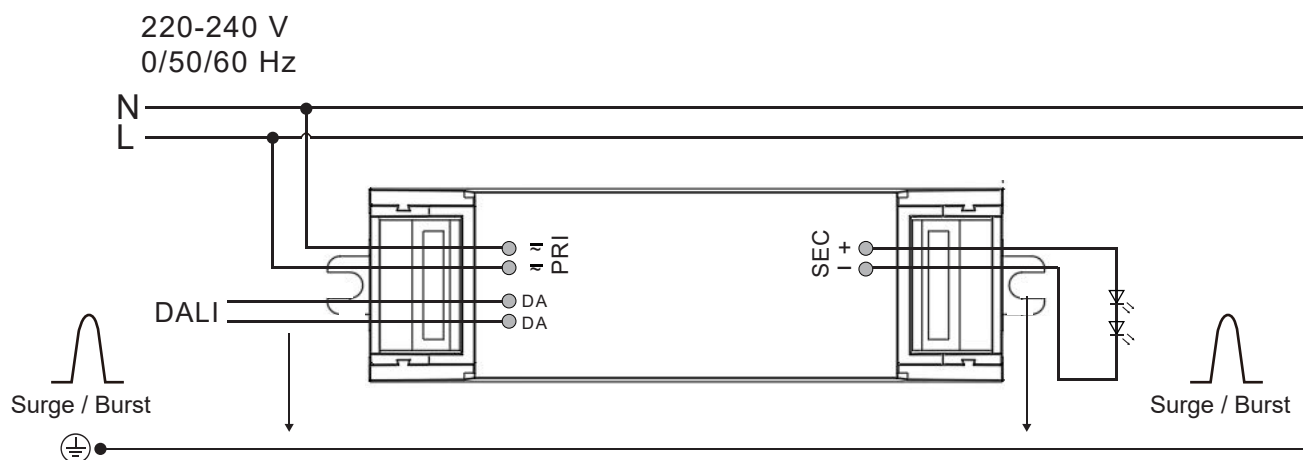 220-240 V
0/50/60 Hz
N
L
PRI
SEC
+
−
DALI
DA
DA
Surge / Burst
Surge / Burst